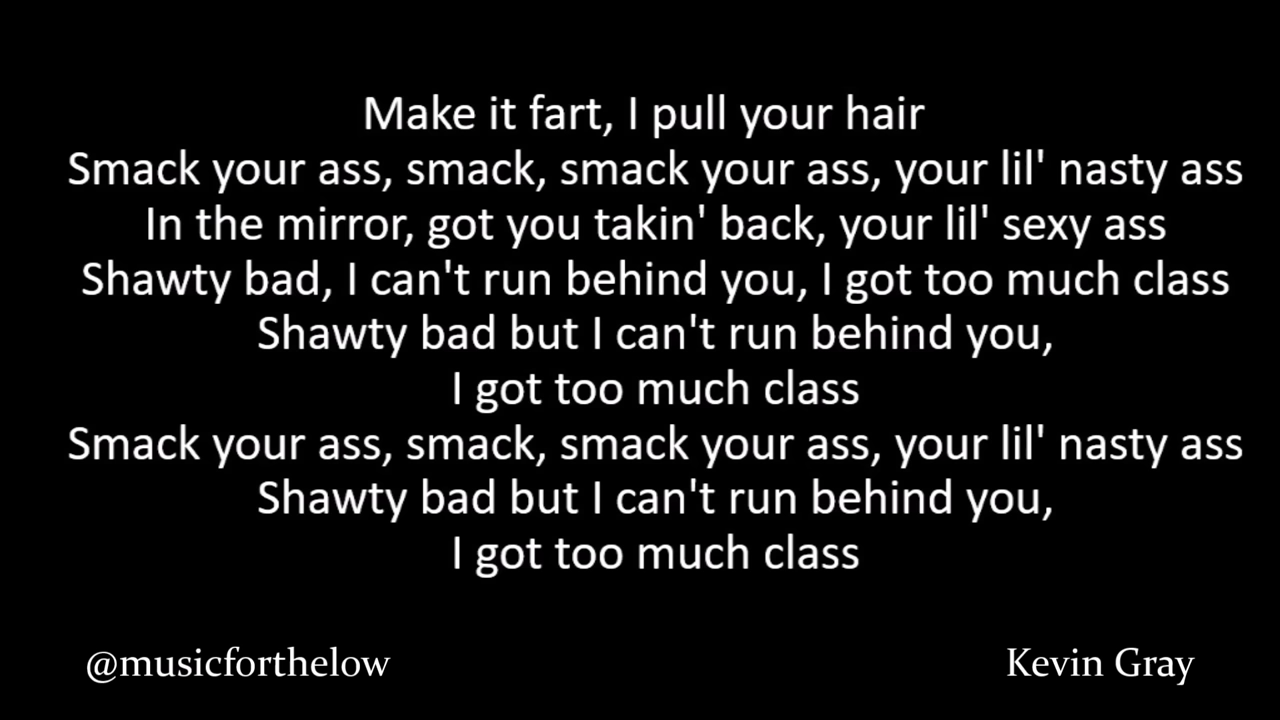 Make it fart, I pull your hair
Smack your ass, smack, smack your ass, your lil' nasty ass
In the mirror, got you takin' back, your lil' sexy ass
Shawty bad, I can't run behind you, I got too much class
Shawty bad but I can't run behind you,
I got too much class
Smack your ass, smack, smack your ass, your lil' nasty ass
Shawty bad but I can't run behind you,
I got too much class
@musicforthelow
Kevin Gray